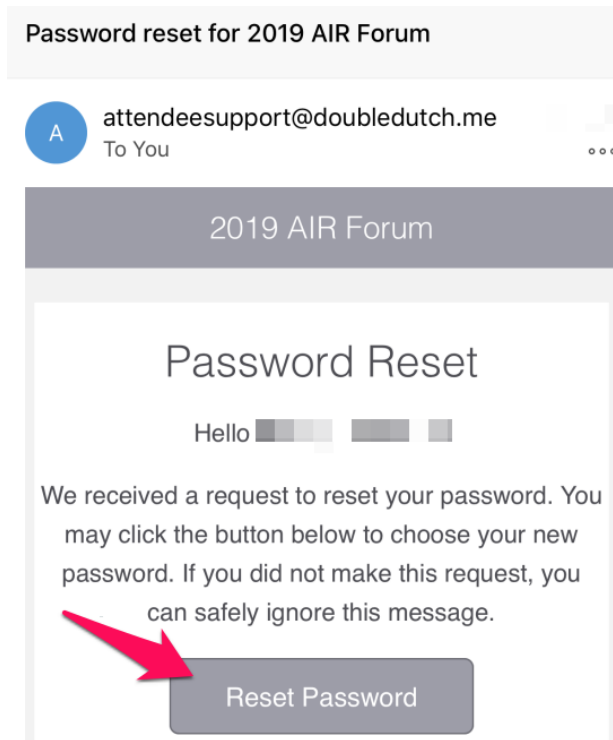 Password reset for 2019 AIR Forum
A
attendeesupport@doubledutch.me
To You
2019 AIR Forum
Password Reset
Hello
We received a request to reset your password. You
may click the button below to choose your new
password. If you did not make this request, you
can safely ignore this message.
Reset Password